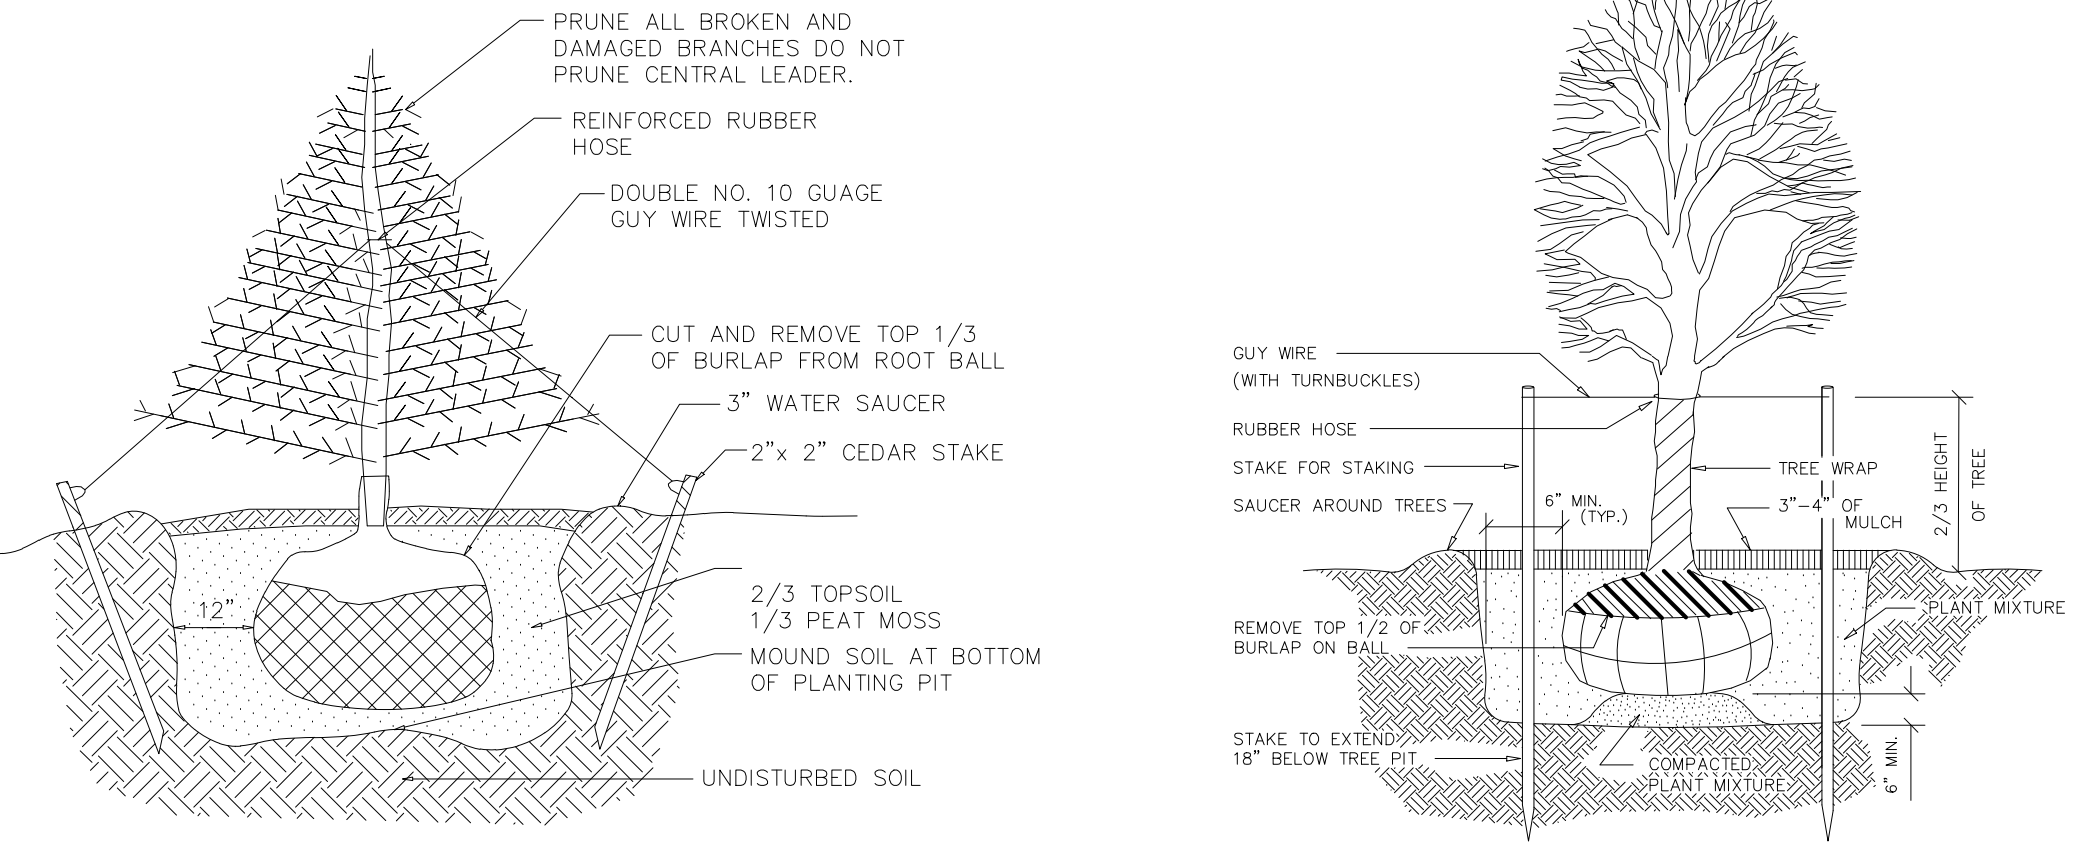 PRUNE ALL BROKEN AND
DAMAGED BRANCHES DO NOT
PRUNE CENTRAL LEADER.
REINFORCED RUBBER
HOSE
DOUBLE NO. 10 GUAGE
GUY WIRE TWISTED
CUT AND REMOVE TOP 1/3
OF BURLAP FROM ROOT BALL
3” WATER SAUCER
2”x 2” CEDAR STAKE
12”
2/3 TOPSOIL
1/3 PEAT MOSS
MOUND SOIL AT BOTTOM
OF PLANTING PIT
UNDISTURBED SOIL
GUY WIRE
(WITH TURNBUCKLES)
RUBBER HOSE
STAKE FOR STAKING
SAUCER AROUND TREES
6” MIN.
(TYP.)
TREE WRAP
3”-4” OF
MULCH
2/3 HEIGHT
OF TREE
PLANT MIXTURE
REMOVE TOP 1/2 OF
BURLAP ON BALL
STAKE TO EXTEND
18” BELOW TREE PIT
COMPACTED
PLANT MIXTURE
6” MIN.